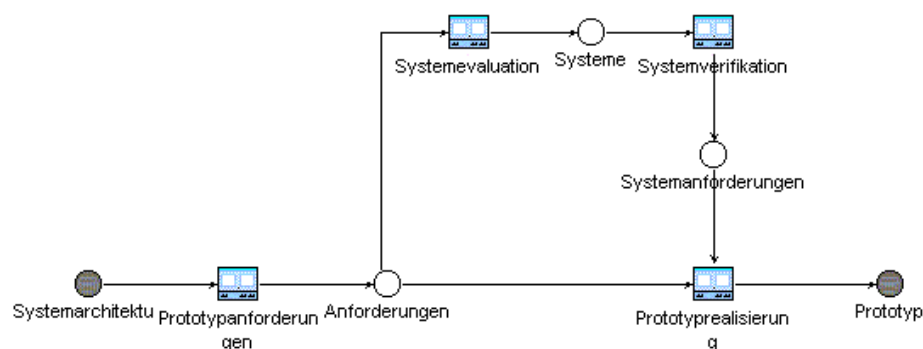 Systemevaluation
Systeme
Systemverifikation
Systemanforderungen
Systemarchitektu
Prototypanforderun
gen
Anforderungen
Prototyprealisierun
g
Prototyp